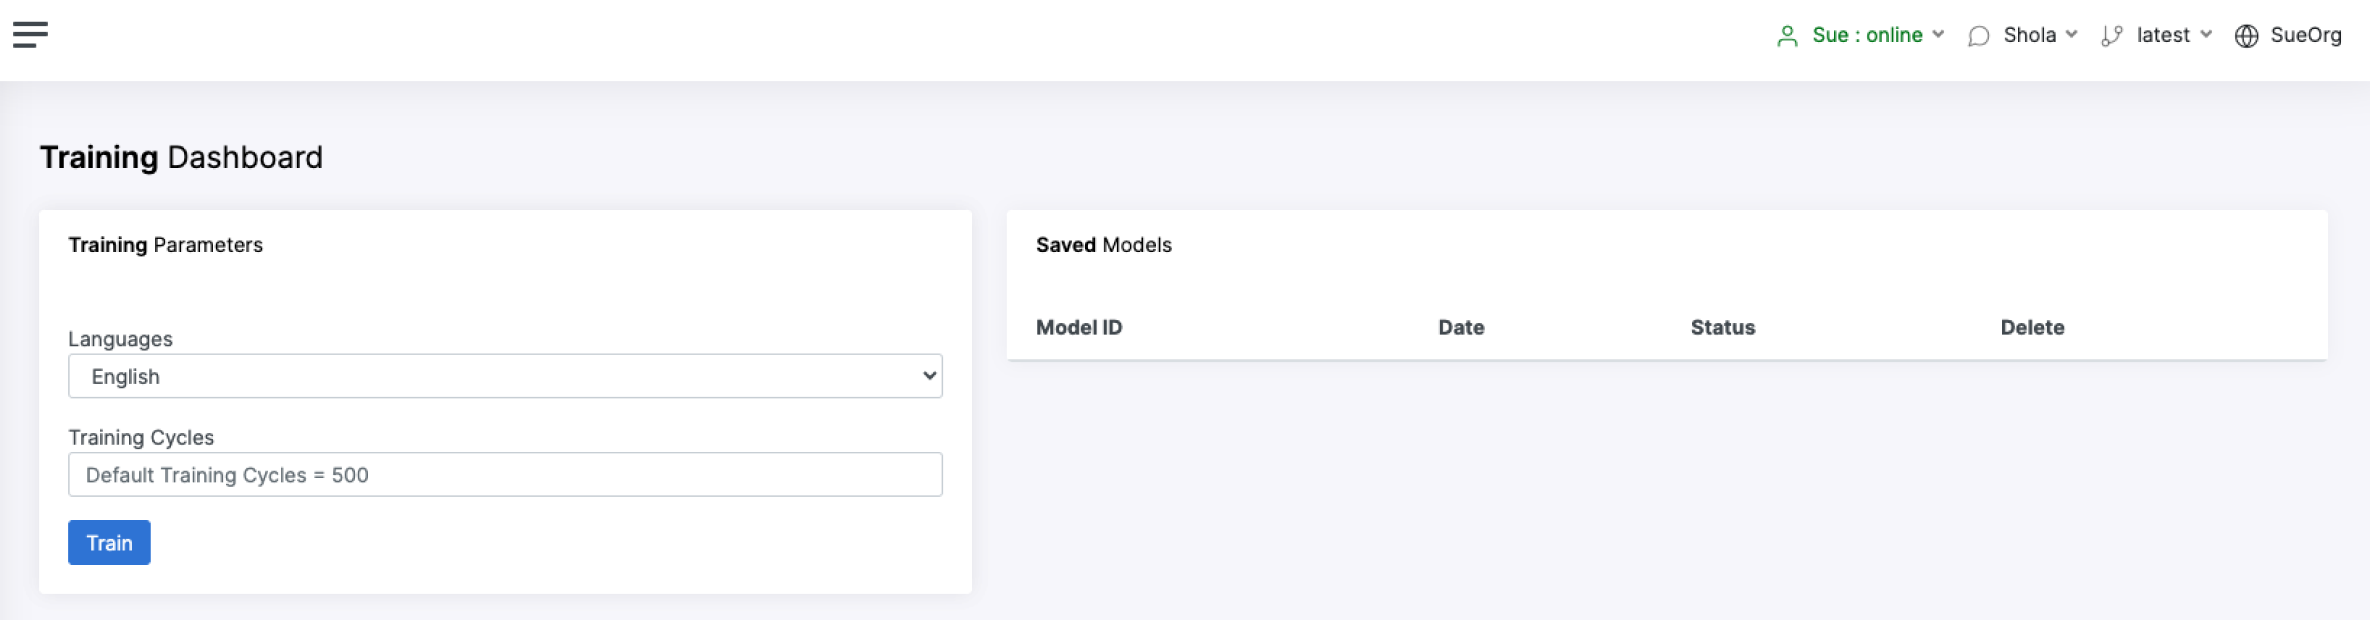 Sue : online Shola latest SueOrg
Training Dashboard
Training Parameters
Languages
English
Training Cycles
Default Training Cycles = 500
Train
Saved Models
Model ID Date Status Delete